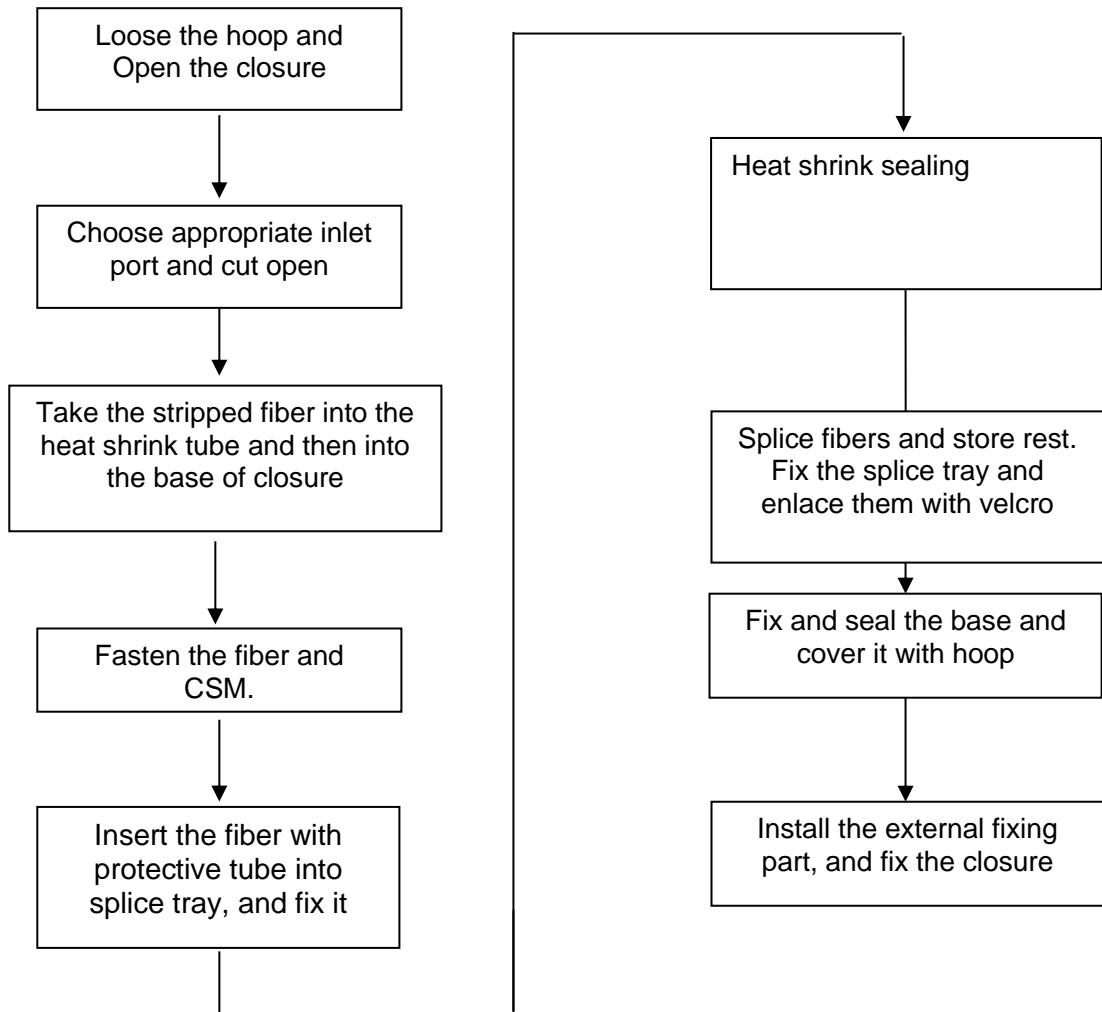 Loose the hoop and
Open the closure
Choose appropriate inlet
port and cut open
Take the stripped fiber into the
heat shrink tube and then into
the base of closure
Fasten the fiber and
CSM.
Insert the fiber with
protective tube into
splice tray, and fix it
Heat shrink sealing
Splice fibers and store rest.
Fix the splice tray and
enlace them with velcro
Fix and seal the base and
cover it with hoop
Install the external fixing
part, and fix the closure